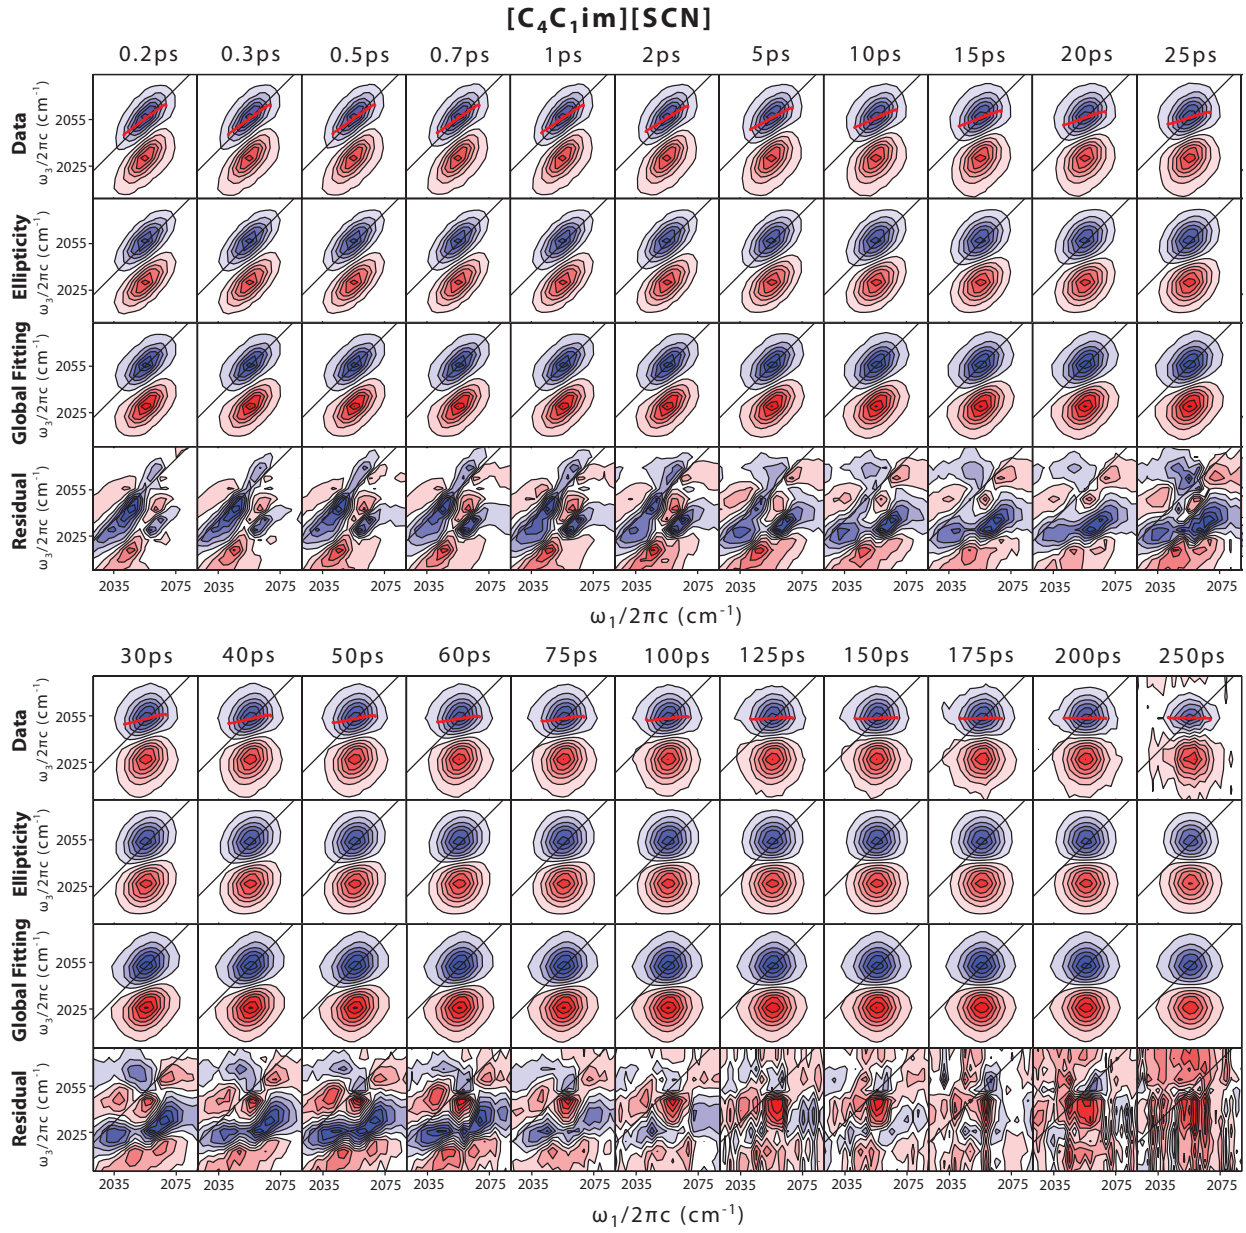 [C₄C₁im][SCN]
0.2ps 0.3ps 0.5ps 0.7ps 1ps 2ps 5ps 10ps 15ps 20ps 25ps
Data
ω₃/2πc (cm⁻¹)
2055
2025
Ellipticity
ω₃/2πc (cm⁻¹)
2055
2025
Global Fitting
ω₃/2πc (cm⁻¹)
2055
2025
Residual
ω₃/2πc (cm⁻¹)
2055
2025
2035 2075 2035 2075 2035 2075 2035 2075 2035 2075 2035 2075 2035 2075 2035 2075 2035 2075 2035 2075 2035 2075
ω₁/2πc (cm⁻¹)
30ps 40ps 50ps 60ps 75ps 100ps 125ps 150ps 175ps 200ps 250ps
Data
ω₃/2πc (cm⁻¹)
2055
2025
Ellipticity
ω₃/2πc (cm⁻¹)
2055
2025
Global Fitting
ω₃/2πc (cm⁻¹)
2055
2025
Residual
ω₃/2πc (cm⁻¹)
2055
2025
2035 2075 2035 2075 2035 2075 2035 2075 2035 2075 2035 2075 2035 2075 2035 2075 2035 2075 2035 2075 2035 2075
ω₁/2πc (cm⁻¹)